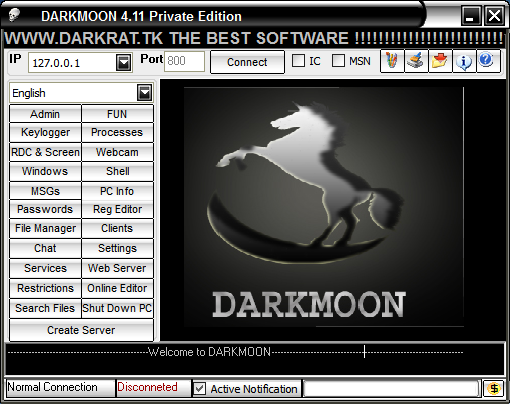 DARKMOON 4.11 Private Edition
WWW.DARKRAT.TK THE BEST SOFTWARE !!!!!!!!!!!!!!!!!!!!!!!!!!!!
IP 127.0.0.1 Port 800 Connect IC MSN
English
Admin FUN
Keylogger Processes
RDC & Screen Webcam
Windows Shell
MSGs PC Info
Passwords Reg Editor
File Manager Clients
Chat Settings
Services Web Server
Restrictions Online Editor
Search Files Shut Down PC
Create Server
DARKMOON
-----------------------------------Welcome to DARKMOON-----------------------------------------------
Normal Connection Disconneted Active Notification $